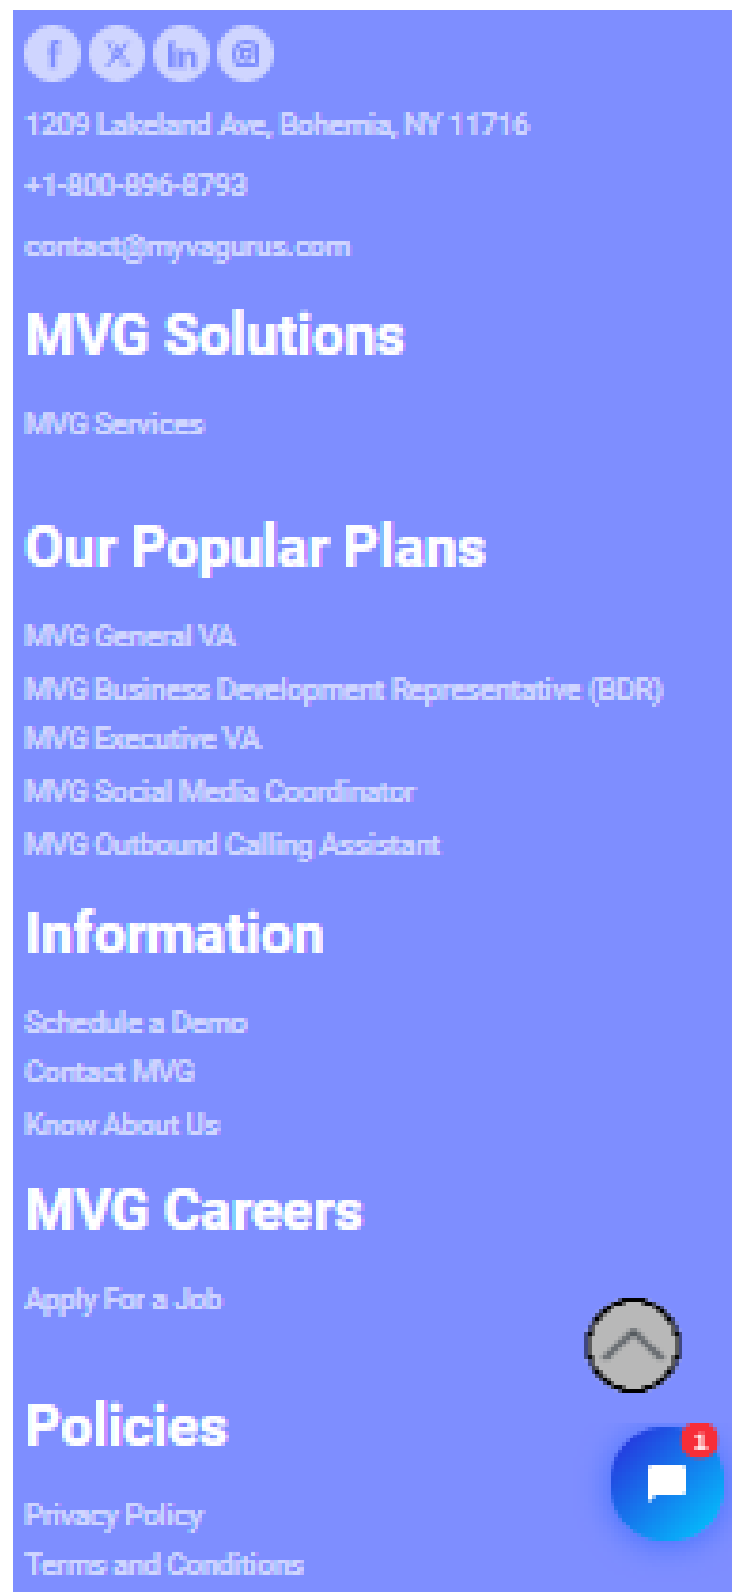 f X in
1209 Lakeland Ave, Bohemia, NY 11716
+1-800-896-8793
contact@myvagurus.com
MVG Solutions
MVG Services
Our Popular Plans
MVG General VA
MVG Business Development Representative (BDR)
MVG Executive VA
MVG Social Media Coordinator
MVG Outbound Calling Assistant
Information
Schedule a Demo
Contact MVG
Know About Us
MVG Careers
Apply For a Job
Policies
1
Privacy Policy
Terms and Conditions